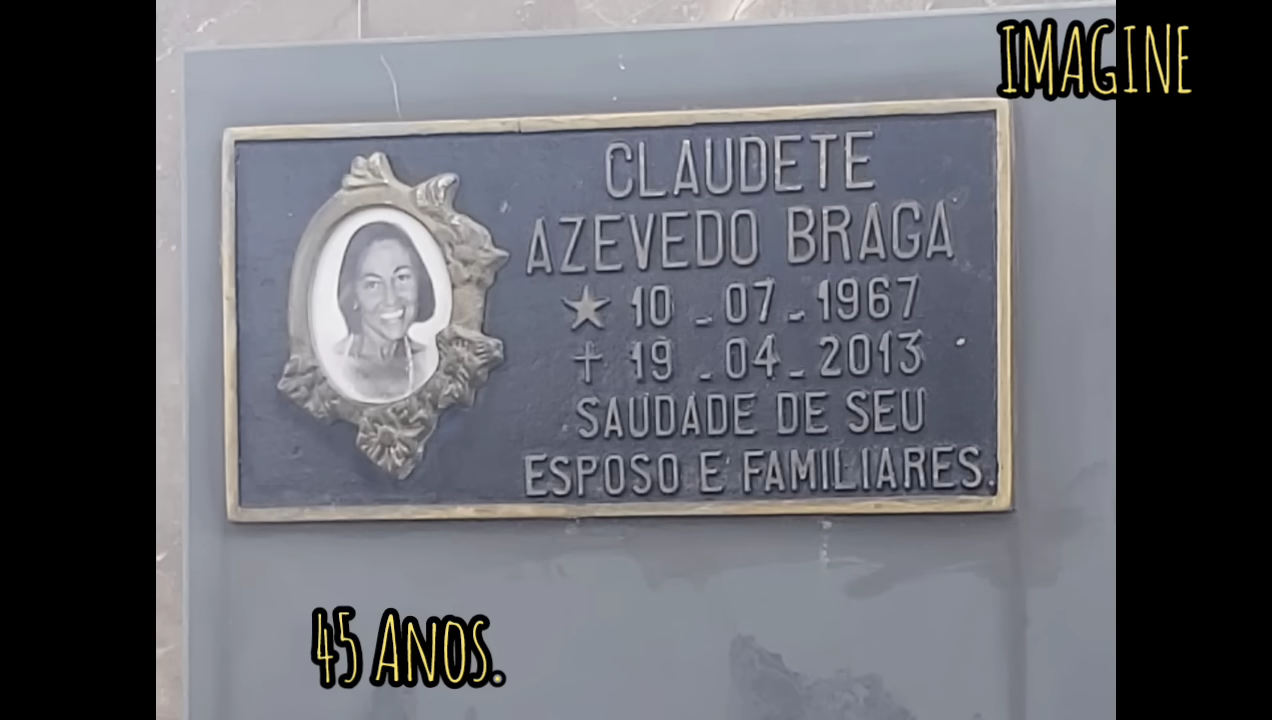 IMAGINE
CLAUDETE
AZEVEDO BRAGA
★ 10 - 07 - 1967
✝ 19 - 04 - 2013
SAUDADE DE SEU
ESPOSO E FAMILIARES.
45 ANOS.